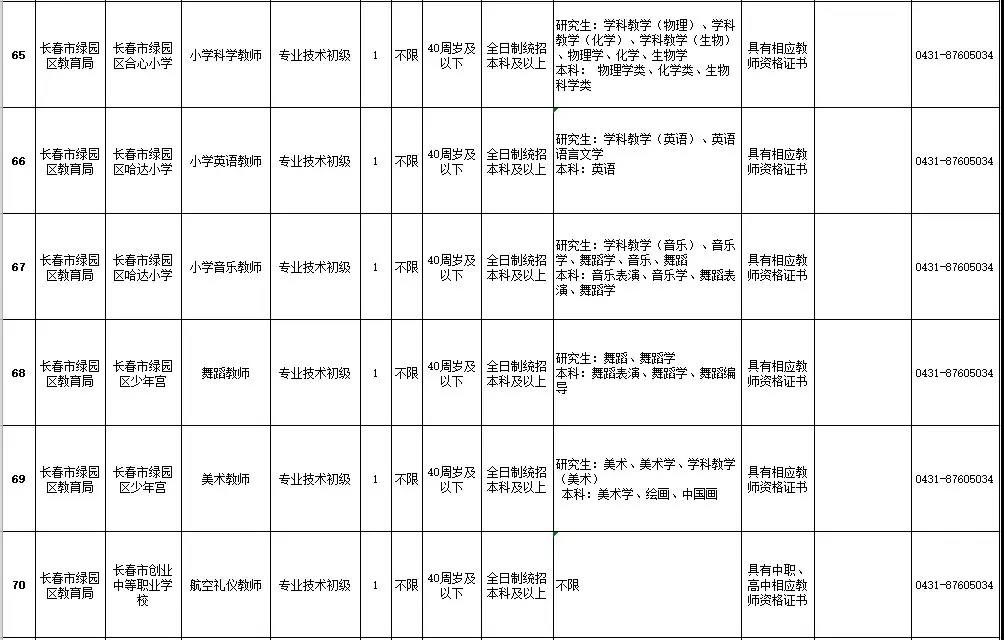 65 长春市绿园区教育局 长春市绿园区合心小学 小学科学教师 专业技术初级 1 不限 40周岁及以下 全日制统招本科及以上 研究生：学科教学（物理）、学科教学（化学）、学科教学（生物）、物理学、化学、生物学 本科： 物理学类、化学类、生物科学类 具有相应教师资格证书 0431-87605034
66 长春市绿园区教育局 长春市绿园区哈达小学 小学英语教师 专业技术初级 1 不限 40周岁及以下 全日制统招本科及以上 研究生：学科教学（英语）、英语语言文学 本科：英语 具有相应教师资格证书 0431-87605034
67 长春市绿园区教育局 长春市绿园区哈达小学 小学音乐教师 专业技术初级 1 不限 40周岁及以下 全日制统招本科及以上 研究生：学科教学（音乐）、音乐学、舞蹈学、音乐、舞蹈 本科：音乐表演、音乐学、舞蹈表演、舞蹈学 具有相应教师资格证书 0431-87605034
68 长春市绿园区教育局 长春市绿园区少年宫 舞蹈教师 专业技术初级 1 不限 40周岁及以下 全日制统招本科及以上 研究生：舞蹈、舞蹈学 本科：舞蹈表演、舞蹈学、舞蹈编导 具有相应教师资格证书 0431-87605034
69 长春市绿园区教育局 长春市绿园区少年宫 美术教师 专业技术初级 1 不限 40周岁及以下 全日制统招本科及以上 研究生：美术、美术学、学科教学（美术） 本科：美术学、绘画、中国画 具有相应教师资格证书 0431-87605034
70 长春市绿园区教育局 长春市创业中等职业学校 航空礼仪教师 专业技术初级 1 不限 40周岁及以下 全日制统招本科及以上 不限 具有中职、高中相应教师资格证书 0431-87605034